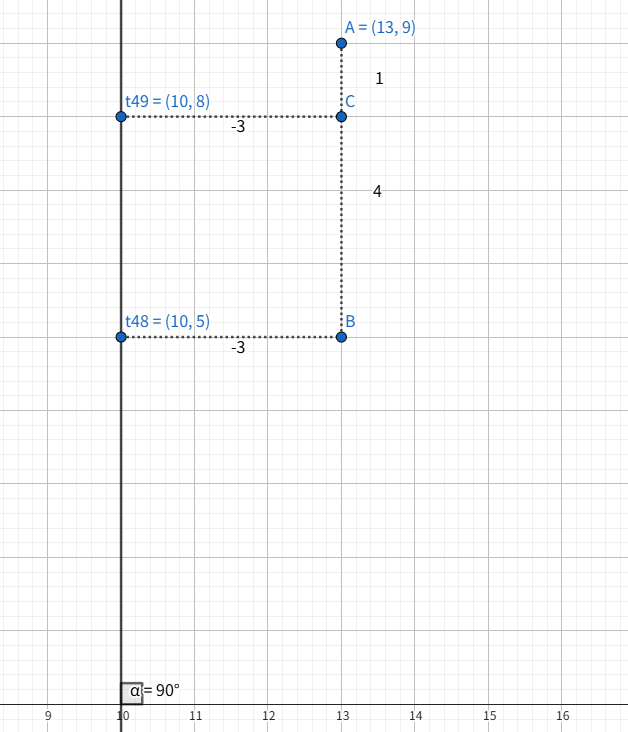 A = (13, 9)
1
t49 = (10, 8)
C
-3
4
t48 = (10, 5)
B
-3
α = 90°
9 10 11 12 13 14 15 16